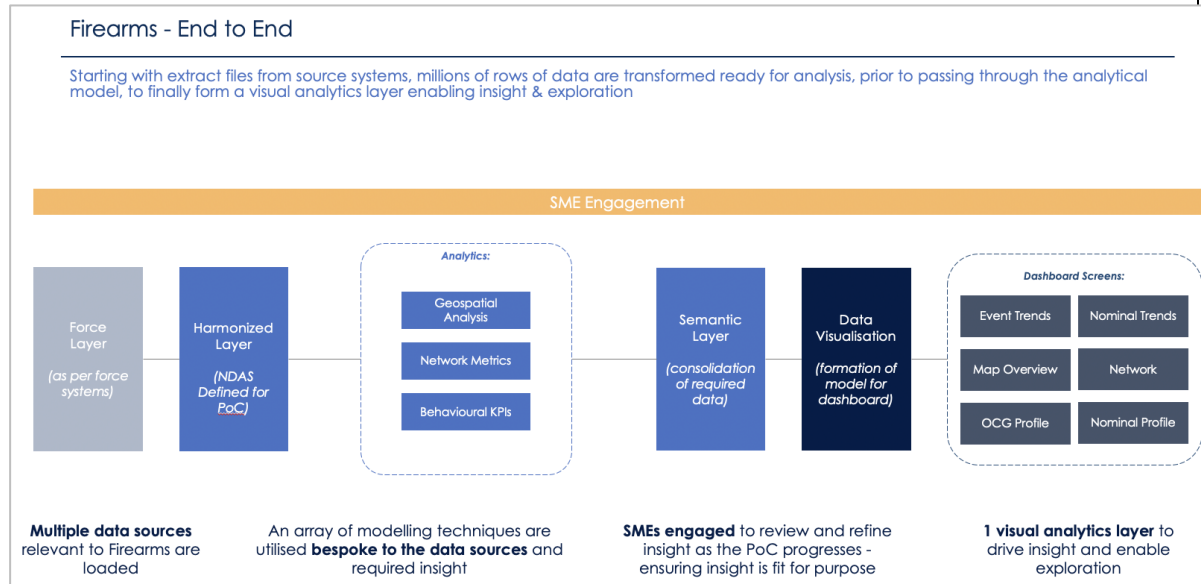 Firearms - End to End
Starting with extract files from source systems, millions of rows of data are transformed ready for analysis, prior to passing through the analytical
model, to finally form a visual analytics layer enabling insight & exploration
SME Engagement
Force
Layer
(as per force
systems)
Harmonized
Layer
(NDAS
Defined for
PoC)
Analytics:
Geospatial
Analysis
Network Metrics
Behavioural KPIs
Semantic
Layer
(consolidation
of required
data)
Data
Visualisation
(formation of
model for
dashboard)
Dashboard Screens:
Event Trends
Nominal Trends
Map Overview
Network
OCG Profile
Nominal Profile
Multiple data sources
relevant to Firearms are
loaded
An array of modelling techniques are
utilised bespoke to the data sources and
required insight
SMEs engaged to review and refine
insight as the PoC progresses -
ensuring insight is fit for purpose
1 visual analytics layer to
drive insight and enable
exploration